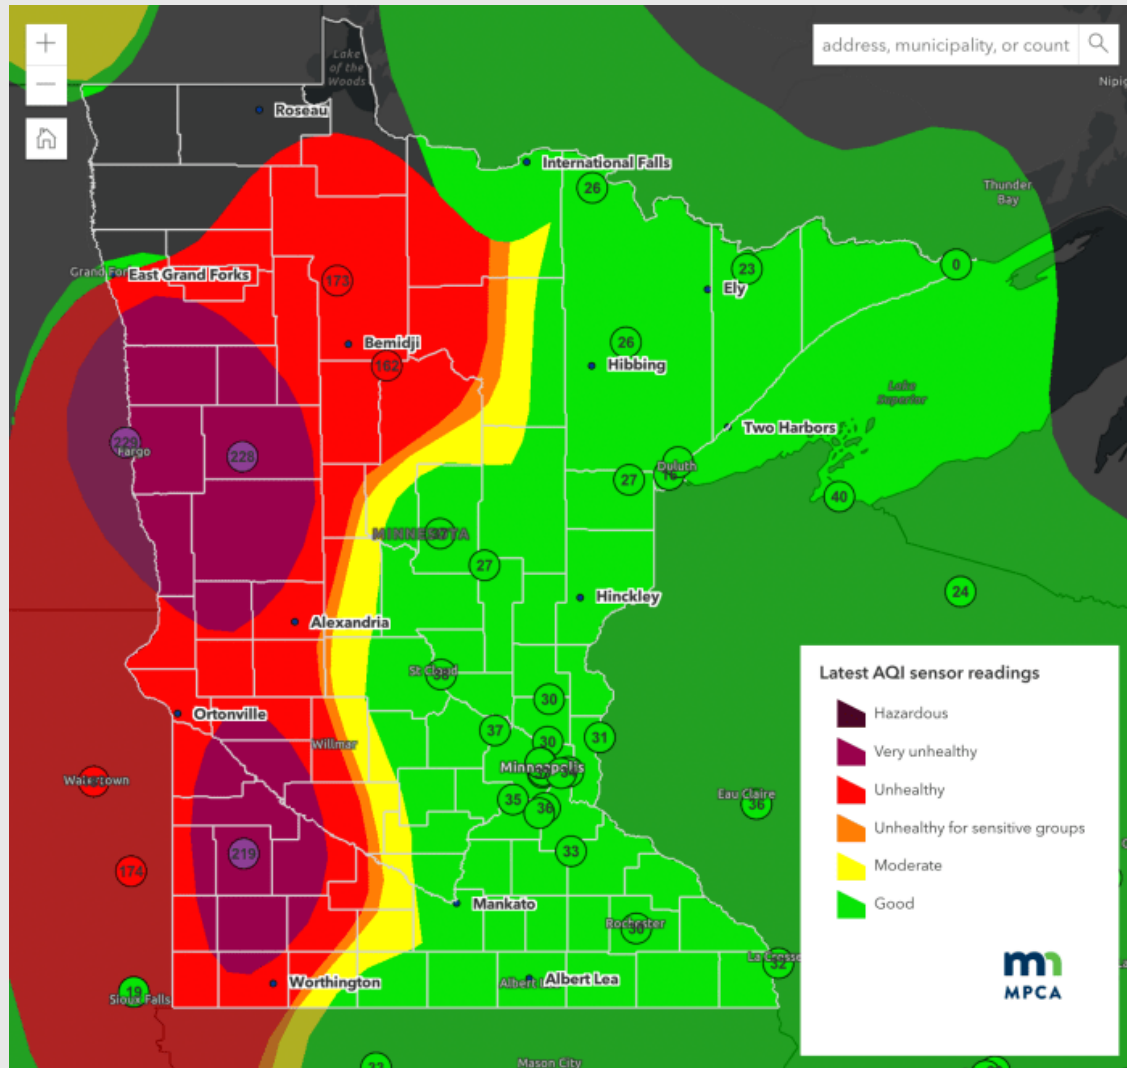 +
−
address, municipality, or count
Nipig
Lake
of the
Woods
Roseau
International Falls
26
Thunder
Bay
Grand For
East Grand Forks
173
23
0
Ely
Bemidji
162
26
Hibbing
Lake
Superior
Two Harbors
229
Fargo
228
Duluth
27
40
MINNESOTA
27
24
Hinckley
Alexandria
St Cloud
38
30
Ortonville
37
30
31
Willmar
Minneapolis
Watertown
35
36
Eau Claire
36
219
33
174
Mankato
Rochester
30
La Crosse
32
19
Sioux Falls
Worthington
Albert Lea
Albert Lea
Mason City
Latest AQI sensor readings
Hazardous
Very unhealthy
Unhealthy
Unhealthy for sensitive groups
Moderate
Good
MPCA